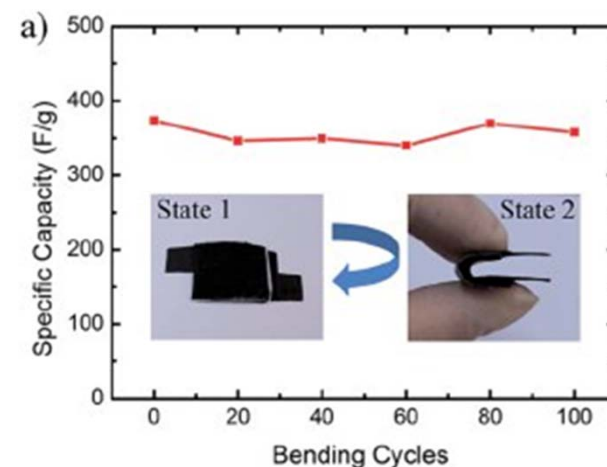 a)
500
400
300
200
100
0
Specific Capacity (F/g)
State 1
State 2
0 20 40 60 80 100
Bending Cycles